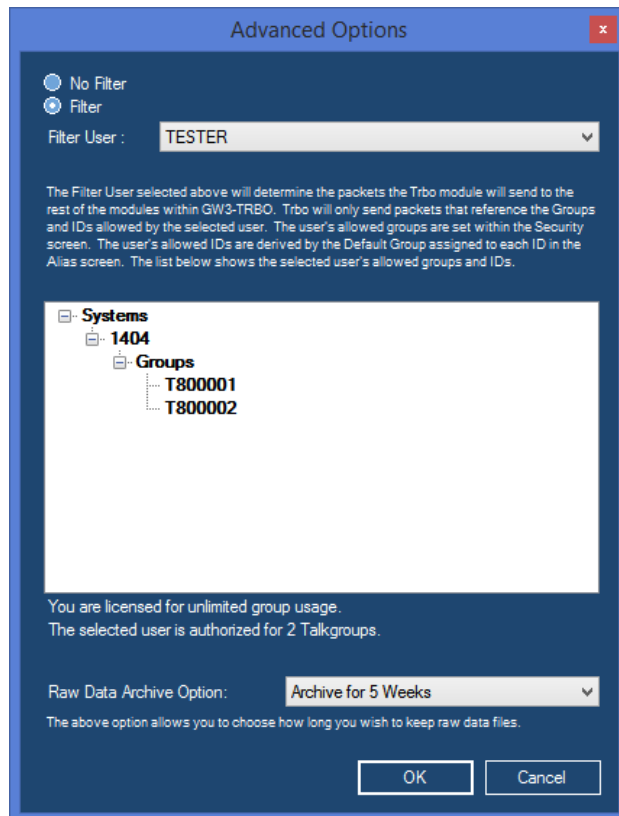 Advanced Options
x
No Filter
Filter
Filter User :
TESTER
The Filter User selected above will determine the packets the Trbo module will send to the
rest of the modules within GW3-TRBO. Trbo will only send packets that reference the Groups
and IDs allowed by the selected user. The user's allowed groups are set within the Security
screen. The user's allowed IDs are derived by the Default Group assigned to each ID in the
Alias screen. The list below shows the selected user's allowed groups and IDs.
Systems
1404
Groups
T800001
T800002
You are licensed for unlimited group usage.
The selected user is authorized for 2 Talkgroups.
Raw Data Archive Option:
Archive for 5 Weeks
The above option allows you to choose how long you wish to keep raw data files.
OK
Cancel